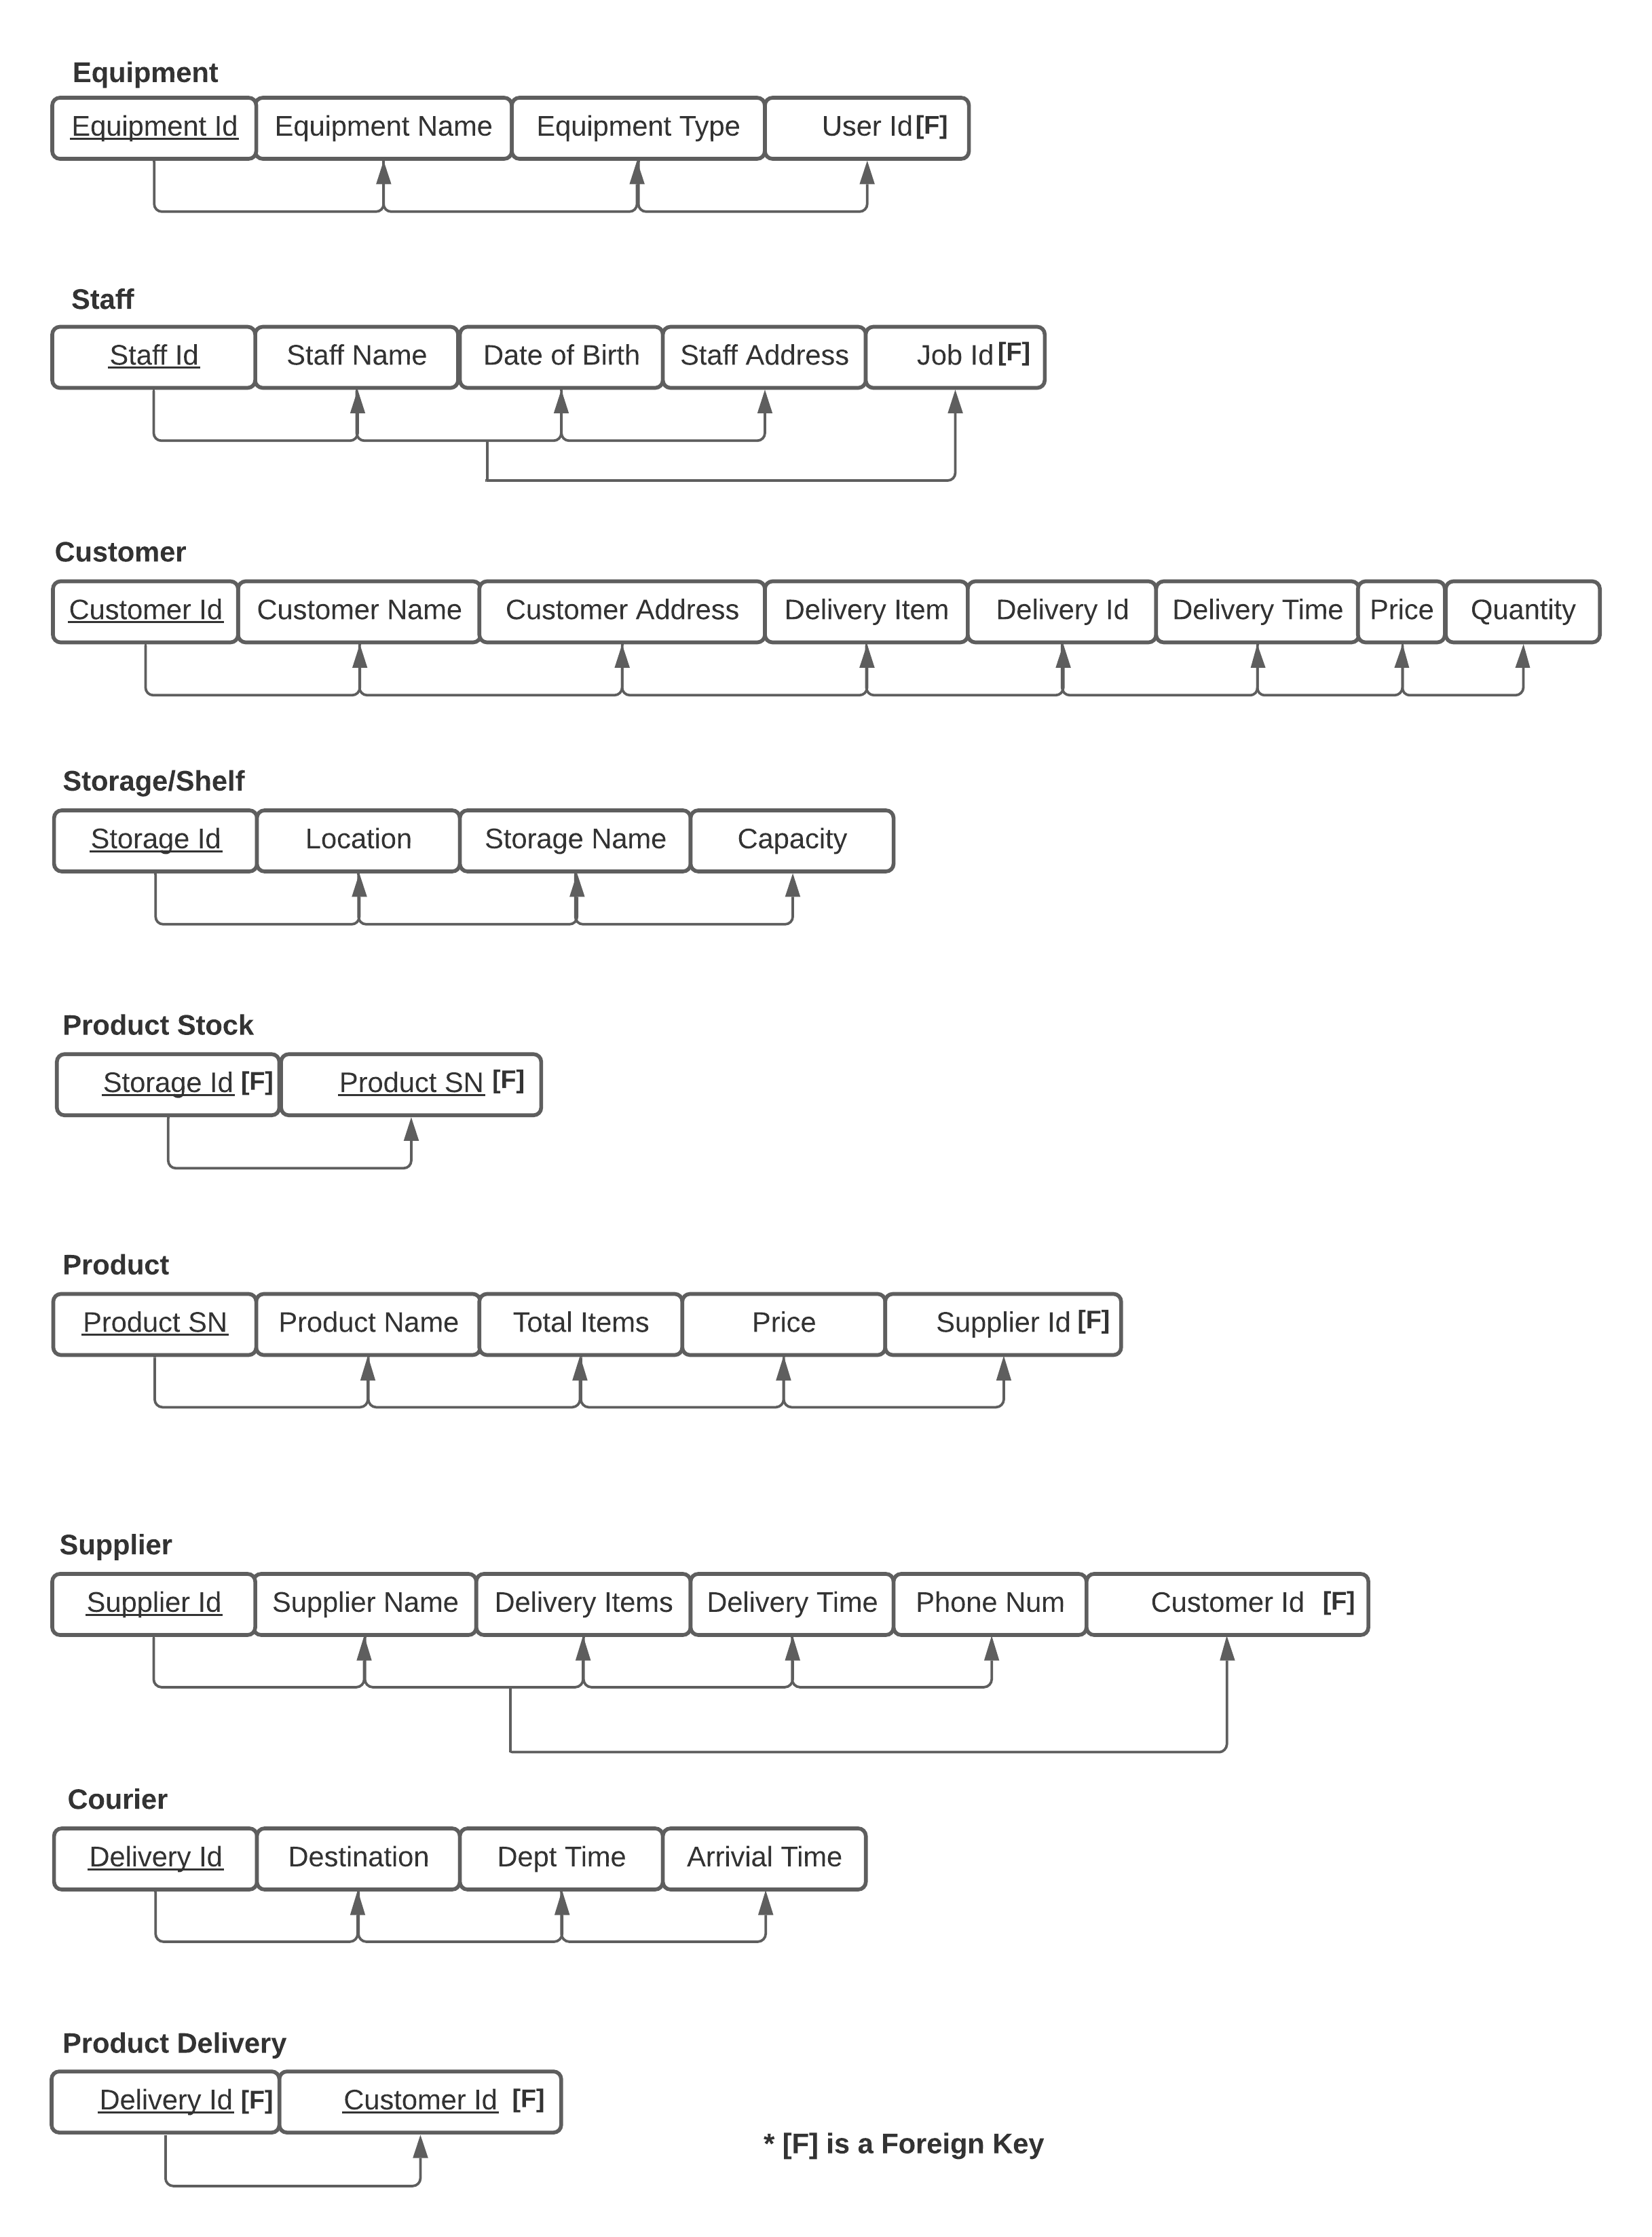 Equipment
Equipment Id Equipment Name Equipment Type User Id [F]
Staff
Staff Id Staff Name Date of Birth Staff Address Job Id [F]
Customer
Customer Id Customer Name Customer Address Delivery Item Delivery Id Delivery Time Price Quantity
Storage/Shelf
Storage Id Location Storage Name Capacity
Product Stock
Storage Id [F] Product SN [F]
Product
Product SN Product Name Total Items Price Supplier Id [F]
Supplier
Supplier Id Supplier Name Delivery Items Delivery Time Phone Num Customer Id [F]
Courier
Delivery Id Destination Dept Time Arrivial Time
Product Delivery
Delivery Id [F] Customer Id [F]
* [F] is a Foreign Key